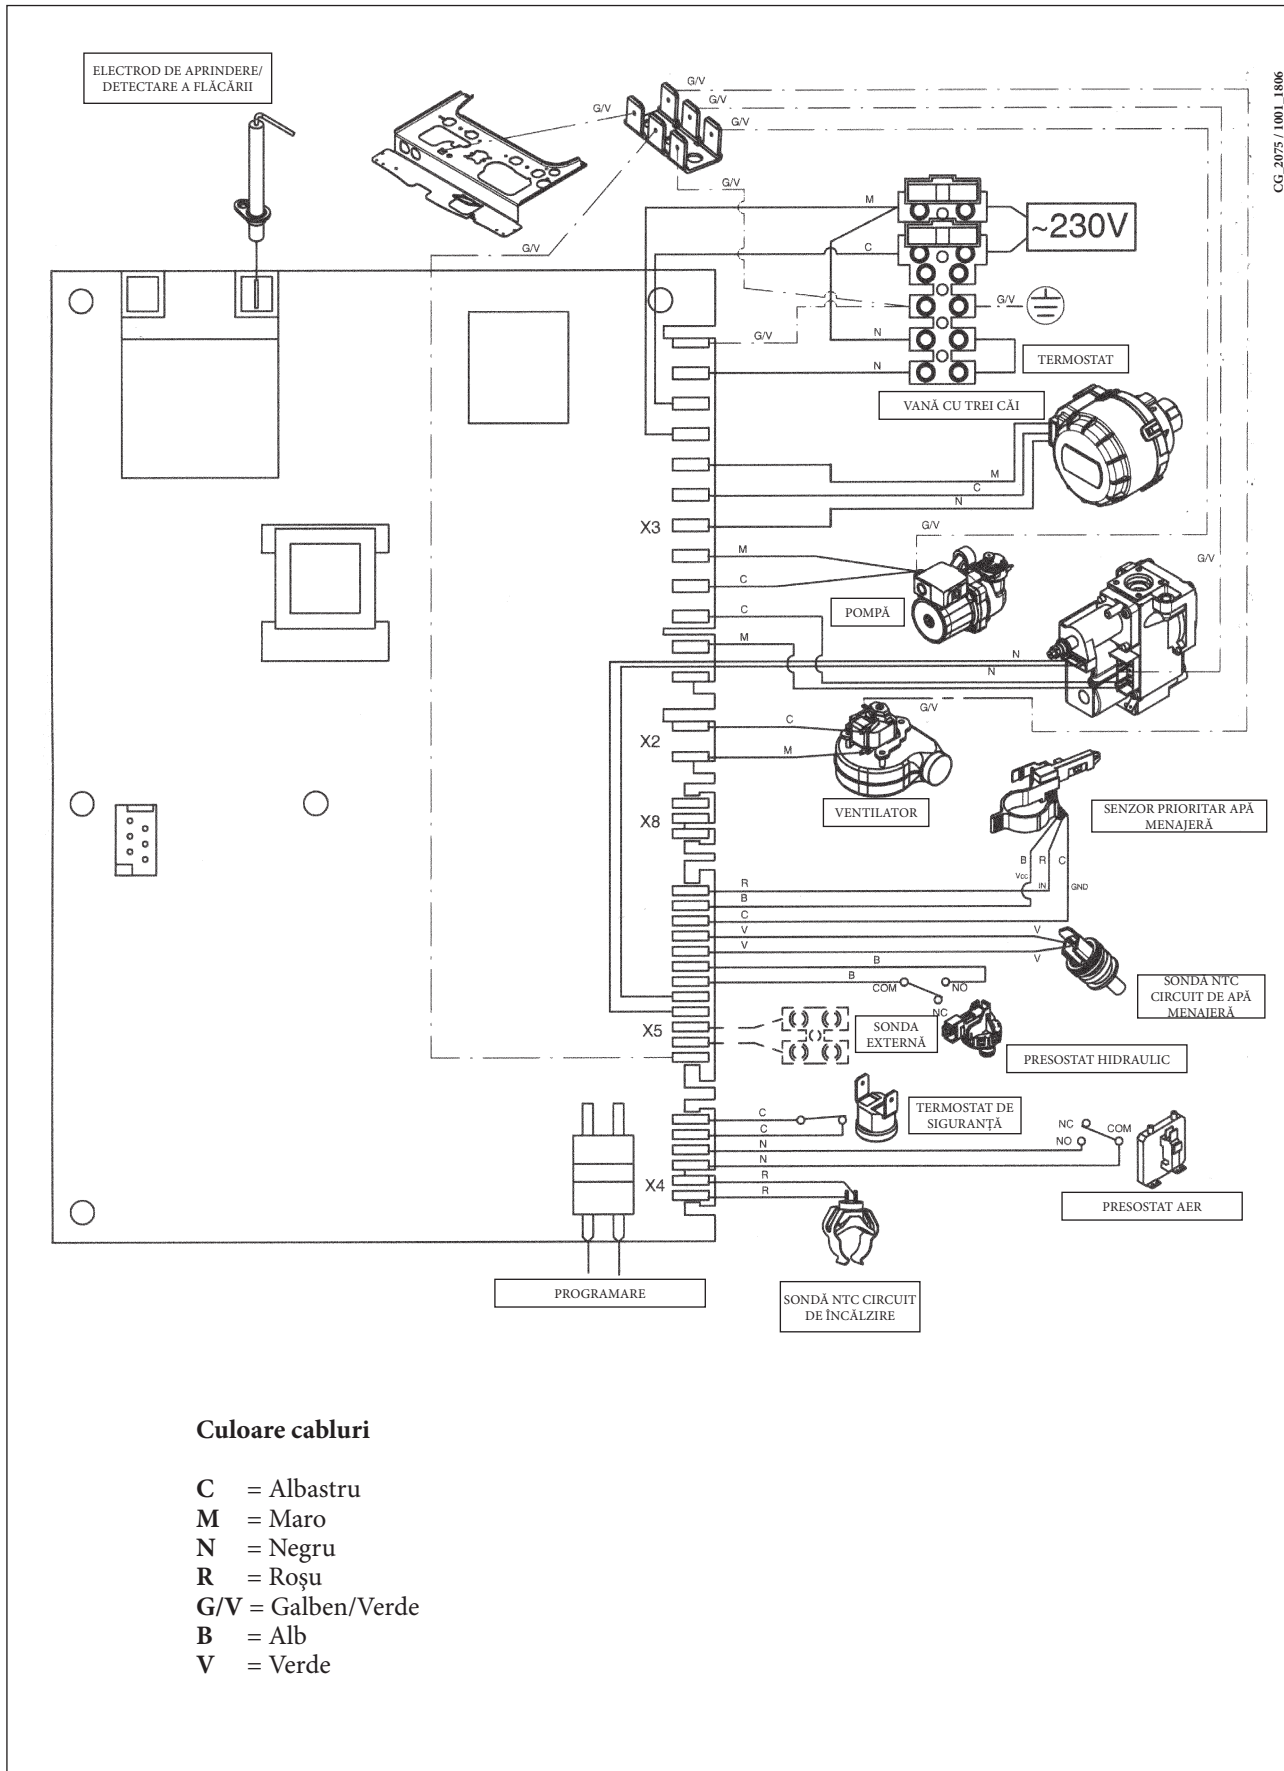 ELECTROD DE APRINDERE/
DETECTARE A FLĂCĂRII
G/V
G/V
G/V
G/V
G/V
G/V
CG_2075 / 1001_1806
M
~230V
C
G/V
G/V
N
TERMOSTAT
N
VANĂ CU TREI CĂI
M
C
N
X3
G/V
M
G/V
C
C
POMPĂ
M
N
N
G/V
X2
C
M
VENTILATOR
SENZOR PRIORITAR APĂ
MENAJERĂ
X8
B R C
Vcc
IN
GND
R
B
C
V
V
V
V
B
B
COM
NO
NC
SONDĂ NTC
CIRCUIT DE APĂ
MENAJERĂ
X5
SONDA
EXTERNĂ
PRESOSTAT HIDRAULIC
C
C
TERMOSTAT DE
SIGURANȚĂ
NC
COM
NO
N
N
X4
R
R
PRESOSTAT AER
PROGRAMARE
SONDĂ NTC CIRCUIT
DE ÎNCĂLZIRE
Culoare cabluri
C = Albastru
M = Maro
N = Negru
R = Roşu
G/V = Galben/Verde
B = Alb
V = Verde